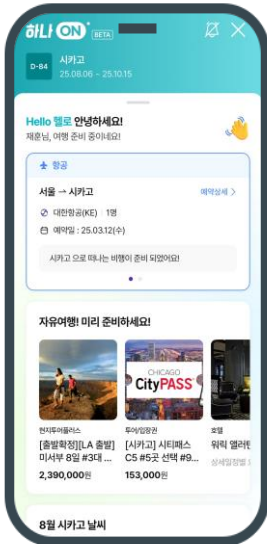 하나 ON
BETA
D-84
시카고
25.08.06 - 25.10.15
Hello 헬로 안녕하세요!
재훈님, 여행 준비 중이네요!
항공
서울 → 시카고
예약상세 >
대한항공(KE) | 1명
예약일 : 25.03.12(수)
시카고 으로 떠나는 비행이 준비 되었어요!
자유여행! 미리 준비하세요!
CHICAGO
CityPASS
현지투어플러스
[출발확정][LA 출발]
미서부 8일 #3대 ...
2,390,000원
투어/입장권
[시카고] 시티패스
C5 #5곳 선택 #9...
153,000원
호텔
워릭 앨러턴
상세일정별
8월 시카고 날씨